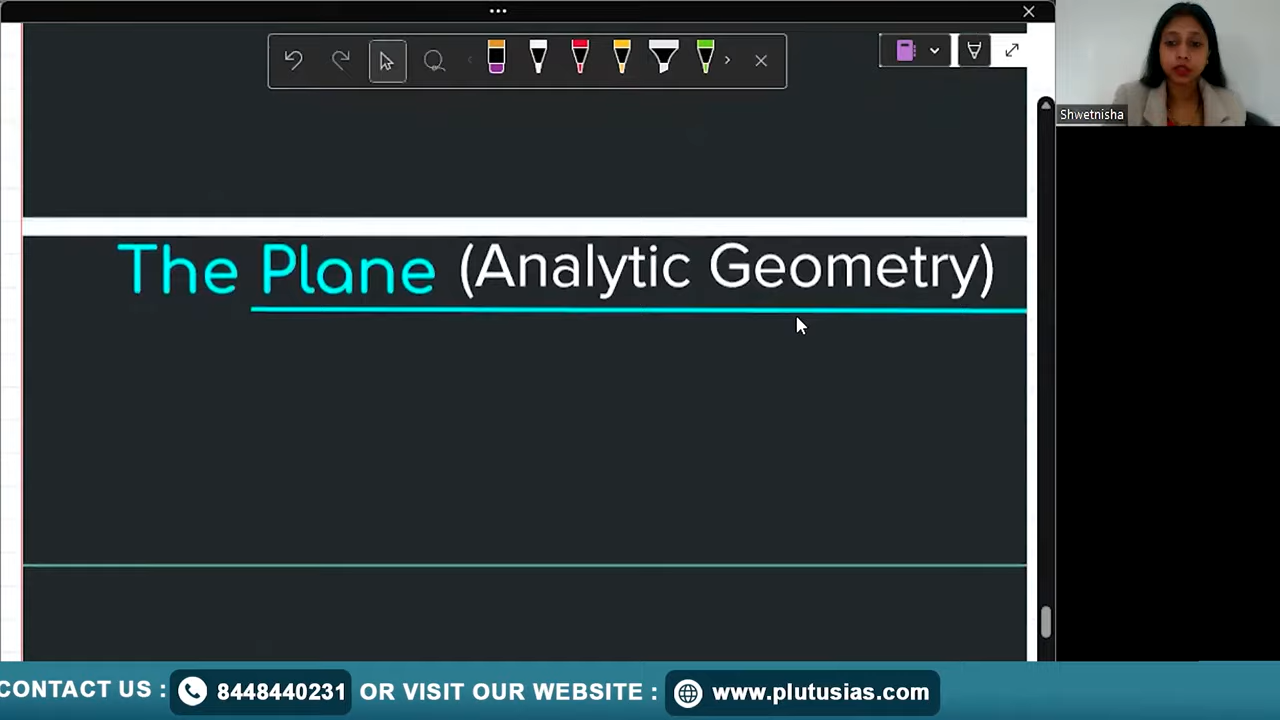 Shwetnisha
The Plane (Analytic Geometry)
CONTACT US : 8448440231 OR VISIT OUR WEBSITE : www.plutusias.com